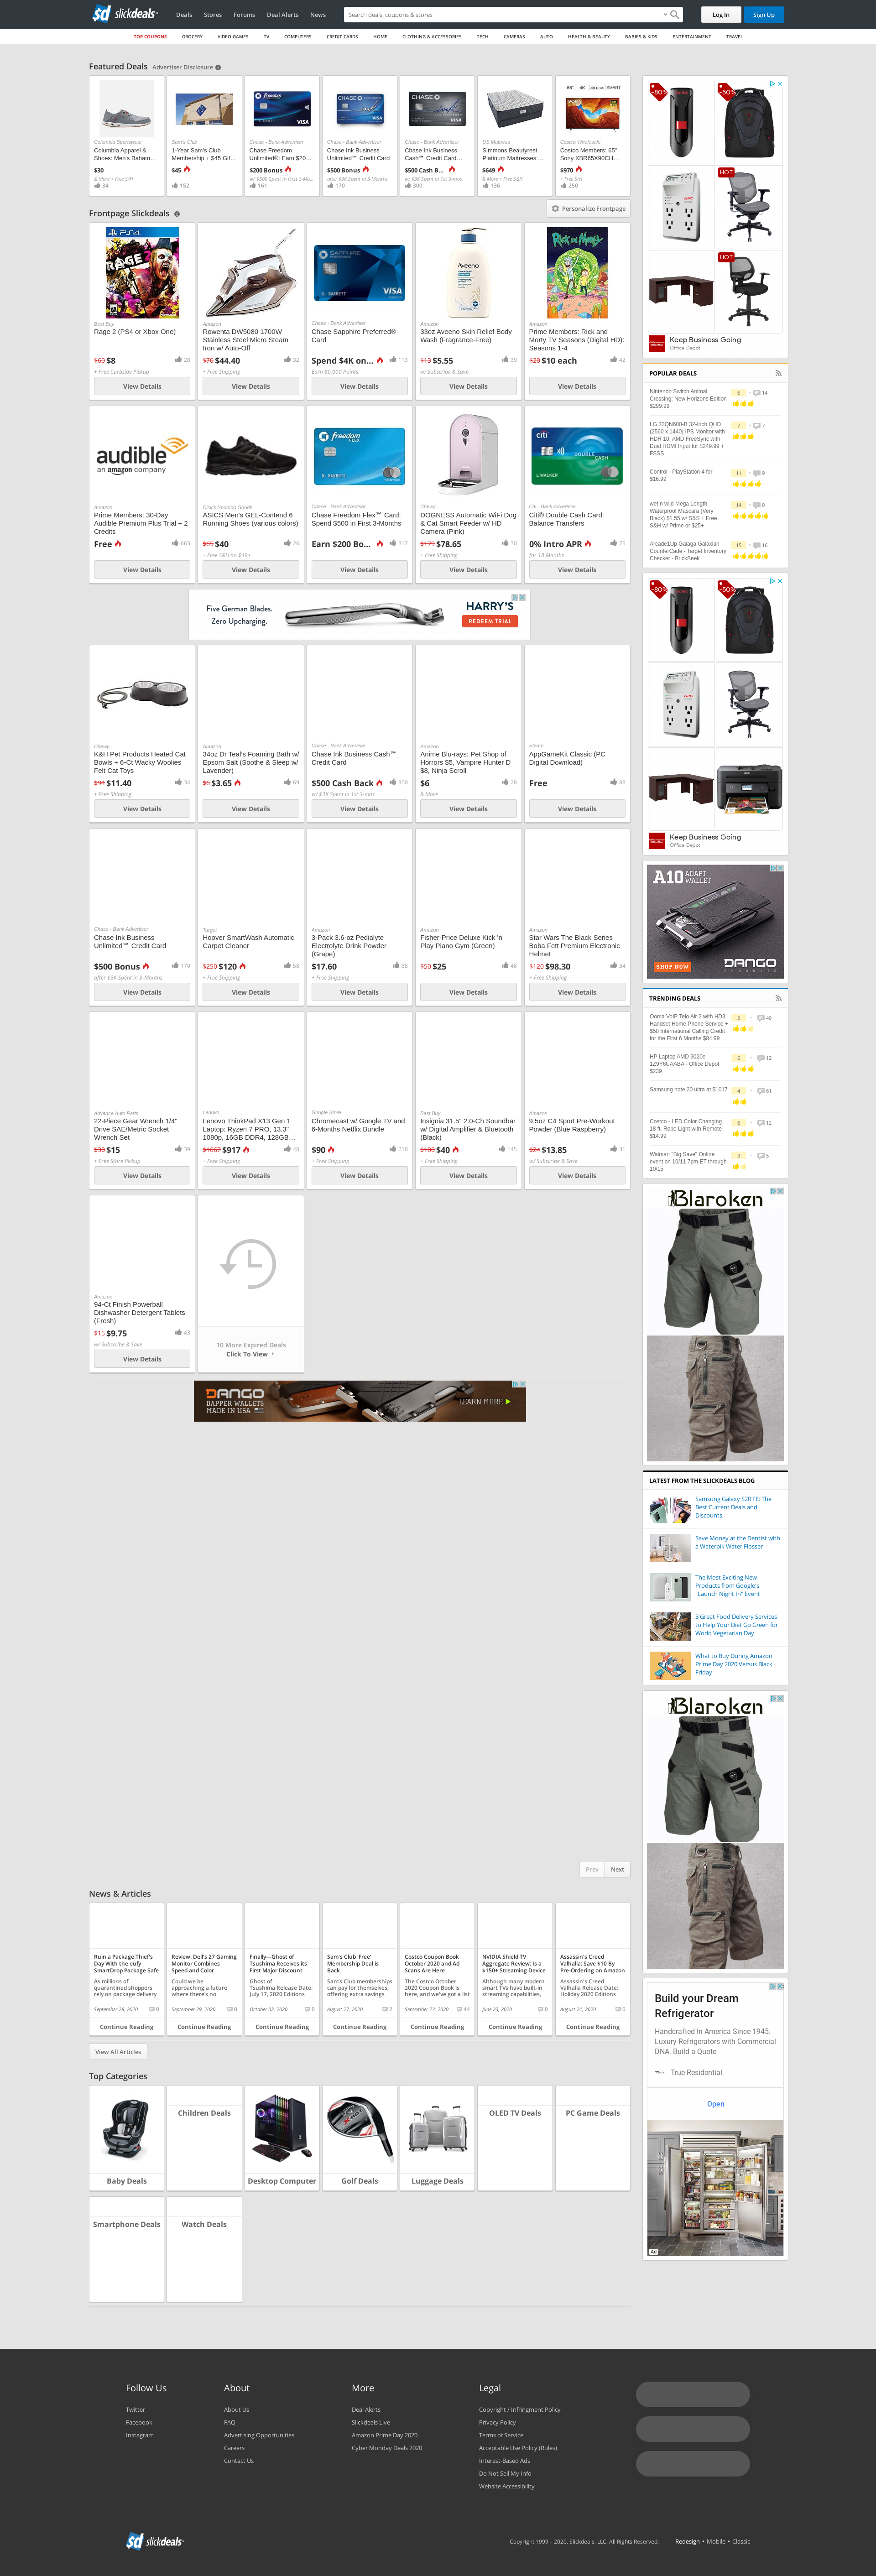 slickdeals
Deals
Stores
Forums
Deal Alerts
News
Search deals, coupons & stores
Log In
Sign Up
TOP COUPONS
GROCERY
VIDEO GAMES
TV
COMPUTERS
CREDIT CARDS
HOME
CLOTHING & ACCESSORIES
TECH
CAMERAS
AUTO
HEALTH & BEAUTY
BABIES & KIDS
ENTERTAINMENT
TRAVEL
Featured Deals Advertiser Disclosure
Columbia Sportswear
Columbia Apparel &
Shoes: Men's Baham...
$30
& More + Free S/H
34
Sam's Club
1-Year Sam's Club
Membership + $45 Gif...
$45
152
Chase - Bank Advertiser
Chase Freedom
Unlimited®: Earn $20...
$200 Bonus
w/ $500 Spent in First 3-Mo...
161
Chase - Bank Advertiser
Chase Ink Business
Unlimited℠ Credit Card
$500 Bonus
after $3K Spent in 3-Months
170
Chase - Bank Advertiser
Chase Ink Business
Cash℠ Credit Card...
$500 Cash B...
w/ $3K Spent in 1st 3-mos
300
US-Mattress
Simmons Beautyrest
Platinum Mattresses:...
$649
& More + Free S&H
136
Costco Wholesale
Costco Members: 65"
Sony XBR65X90CH...
$970
+ Free S/H
250
Frontpage Slickdeals
Personalize Frontpage
Best Buy
Rage 2 (PS4 or Xbox One)
$60 $8
28
+ Free Curbside Pickup
View Details
Amazon
Rowenta DW5080 1700W
Stainless Steel Micro Steam
Iron w/ Auto-Off
$70 $44.40
32
+ Free Shipping
View Details
Chase - Bank Advertiser
Chase Sapphire Preferred®
Card
Spend $4K on...
113
Earn 80,000 Points
View Details
Amazon
33oz Aveeno Skin Relief Body
Wash (Fragrance-Free)
$13 $5.55
39
w/ Subscribe & Save
View Details
Amazon
Prime Members: Rick and
Morty TV Seasons (Digital HD):
Seasons 1-4
$20 $10 each
42
View Details
audible
an amazon company
Amazon
Prime Members: 30-Day
Audible Premium Plus Trial + 2
Credits
Free
663
View Details
Dick's Sporting Goods
ASICS Men's GEL-Contend 6
Running Shoes (various colors)
$65 $40
26
+ Free S&H on $49+
View Details
Chase - Bank Advertiser
Chase Freedom Flex℠ Card:
Spend $500 in First 3-Months
Earn $200 Bo...
317
View Details
Chewy
DOGNESS Automatic WiFi Dog
& Cat Smart Feeder w/ HD
Camera (Pink)
$179 $78.65
30
+ Free Shipping
View Details
Citi - Bank Advertiser
Citi® Double Cash Card:
Balance Transfers
0% Intro APR
75
for 18 Months
View Details
Five German Blades.
Zero Upcharging.
HARRY'S
REDEEM TRIAL
Chewy
K&H Pet Products Heated Cat
Bowls + 6-Ct Wacky Woolies
Felt Cat Toys
$94 $11.40
34
+ Free Shipping
View Details
Amazon
34oz Dr Teal's Foaming Bath w/
Epsom Salt (Soothe & Sleep w/
Lavender)
$6 $3.65
69
View Details
Chase - Bank Advertiser
Chase Ink Business Cash℠
Credit Card
$500 Cash Back
300
w/ $3K Spent in 1st 3-mos
View Details
Amazon
Anime Blu-rays: Pet Shop of
Horrors $5, Vampire Hunter D
$8, Ninja Scroll
$6
28
& More
View Details
Steam
AppGameKit Classic (PC
Digital Download)
Free
88
View Details
Chase - Bank Advertiser
Chase Ink Business
Unlimited℠ Credit Card
$500 Bonus
170
after $3K Spent in 3-Months
View Details
Target
Hoover SmartWash Automatic
Carpet Cleaner
$250 $120
58
+ Free Shipping
View Details
Amazon
3-Pack 3.6-oz Pedialyte
Electrolyte Drink Powder
(Grape)
$17.60
38
+ Free Shipping
View Details
Amazon
Fisher-Price Deluxe Kick 'n
Play Piano Gym (Green)
$50 $25
48
View Details
Amazon
Star Wars The Black Series
Boba Fett Premium Electronic
Helmet
$120 $98.30
34
+ Free Shipping
View Details
Advance Auto Parts
22-Piece Gear Wrench 1/4"
Drive SAE/Metric Socket
Wrench Set
$30 $15
39
+ Free Store Pickup
View Details
Lenovo
Lenovo ThinkPad X13 Gen 1
Laptop: Ryzen 7 PRO, 13.3"
1080p, 16GB DDR4, 128GB...
$1667 $917
48
+ Free Shipping
View Details
Google Store
Chromecast w/ Google TV and
6-Months Netflix Bundle
$90
210
+ Free Shipping
View Details
Best Buy
Insignia 31.5" 2.0-Ch Soundbar
w/ Digital Amplifier & Bluetooth
(Black)
$100 $40
145
+ Free Shipping
View Details
Amazon
9.5oz C4 Sport Pre-Workout
Powder (Blue Raspberry)
$24 $13.85
31
w/ Subscribe & Save
View Details
Amazon
94-Ct Finish Powerball
Dishwasher Detergent Tablets
(Fresh)
$15 $9.75
43
w/ Subscribe & Save
View Details
10 More Expired Deals
Click To View
DANGO
DAPPER WALLETS
MADE IN USA
LEARN MORE
Prev
Next
News & Articles
Ruin a Package Thief's
Day With the eufy
SmartDrop Package Safe
As millions of
quarantined shoppers
rely on package delivery
September 28, 2020
0
Continue Reading
Review: Dell's 27 Gaming
Monitor Combines
Speed and Color
Could we be
approaching a future
where there's no
September 29, 2020
0
Continue Reading
Finally—Ghost of
Tsushima Receives its
First Major Discount
Ghost of
Tsushima Release Date:
July 17, 2020 Editions
October 02, 2020
0
Continue Reading
Sam's Club 'Free'
Membership Deal is
Back
Sam's Club memberships
can pay for themselves,
offering extra savings
August 27, 2020
2
Continue Reading
Costco Coupon Book
October 2020 and Ad
Scans Are Here
The Costco October
2020 Coupon Book is
here, and we've got a list
September 23, 2020
44
Continue Reading
NVIDIA Shield TV
Aggregate Review: Is a
$150+ Streaming Device
Although many modern
smart TVs have built-in
streaming capabilities,
June 23, 2020
0
Continue Reading
Assassin's Creed
Valhalla: Save $10 By
Pre-Ordering on Amazon
Assassin's Creed
Valhalla Release Date:
Holiday 2020 Editions
August 21, 2020
0
Continue Reading
View All Articles
Top Categories
Baby Deals
Children Deals
Desktop Computer
Golf Deals
Luggage Deals
OLED TV Deals
PC Game Deals
Smartphone Deals
Watch Deals
-80%
-50%
HOT
HOT
Keep Business Going
Office Depot
POPULAR DEALS
Nintendo Switch Animal
Crossing: New Horizons Edition
$299.99
6
14
LG 32QN600-B 32-inch QHD
(2560 x 1440) IPS Monitor with
HDR 10, AMD FreeSync with
Dual HDMI Input for $249.99 +
FSSS
7
7
Control - PlayStation 4 for
$16.99
11
9
wet n wild Mega Length
Waterproof Mascara (Very
Black) $1.55 w/ S&S + Free
S&H w/ Prime or $25+
14
0
Arcade1Up Galaga Galaxian
CounterCade - Target Inventory
Checker - BrickSeek
15
16
-80%
-50%
Keep Business Going
Office Depot
A10 ADAPT
WALLET
SHOP NOW
DANGO
PRODUCTS
TRENDING DEALS
Ooma VoIP Telo Air 2 with HD3
Handset Home Phone Service +
$50 International Calling Credit
for the First 6 Months $84.99
5
40
HP Laptop AMD 3020e
1Z9Y6UAABA - Office Depot
$239
6
12
Samsung note 20 ultra at $1017
4
61
Costco - LED Color Changing
18 ft. Rope Light with Remote
$14.99
6
12
Walmart "Big Save" Online
event on 10/11 7pm ET through
10/15
3
5
Blaroken
LATEST FROM THE SLICKDEALS BLOG
Samsung Galaxy S20 FE: The
Best Current Deals and
Discounts
Save Money at the Dentist with
a Waterpik Water Flosser
The Most Exciting New
Products from Google's
"Launch Night In" Event
3 Great Food Delivery Services
to Help Your Diet Go Green for
World Vegetarian Day
What to Buy During Amazon
Prime Day 2020 Versus Black
Friday
Blaroken
Build your Dream
Refrigerator
Handcrafted In America Since 1945.
Luxury Refrigerators with Commercial
DNA. Build a Quote
True Residential
Open
Ad
Follow Us
Twitter
Facebook
Instagram
About
About Us
FAQ
Advertising Opportunities
Careers
Contact Us
More
Deal Alerts
Slickdeals Live
Amazon Prime Day 2020
Cyber Monday Deals 2020
Legal
Copyright / Infringment Policy
Privacy Policy
Terms of Service
Acceptable Use Policy (Rules)
Interest-Based Ads
Do Not Sell My Info
Website Accessibility
slickdeals
Copyright 1999 – 2020. Slickdeals, LLC. All Rights Reserved.
Redesign • Mobile • Classic